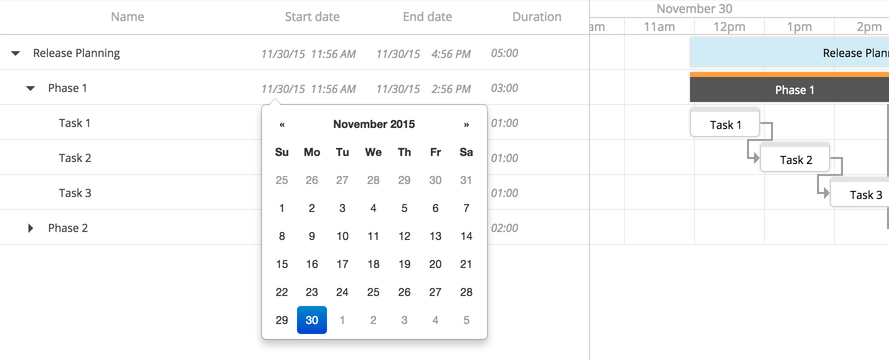 Name Start date End date Duration November 30
am 11am 12pm 1pm 2pm
Release Planning 11/30/15 11:56 AM 11/30/15 4:56 PM 05:00 Release Plann
Phase 1 11/30/15 11:56 AM 11/30/15 2:56 PM 03:00 Phase 1
Task 1 01:00 Task 1
Task 2 01:00 Task 2
Task 3 01:00 Task 3
Phase 2 02:00
« November 2015 »
Su Mo Tu We Th Fr Sa
25 26 27 28 29 30 31
1 2 3 4 5 6 7
8 9 10 11 12 13 14
15 16 17 18 19 20 21
22 23 24 25 26 27 28
29 30 1 2 3 4 5